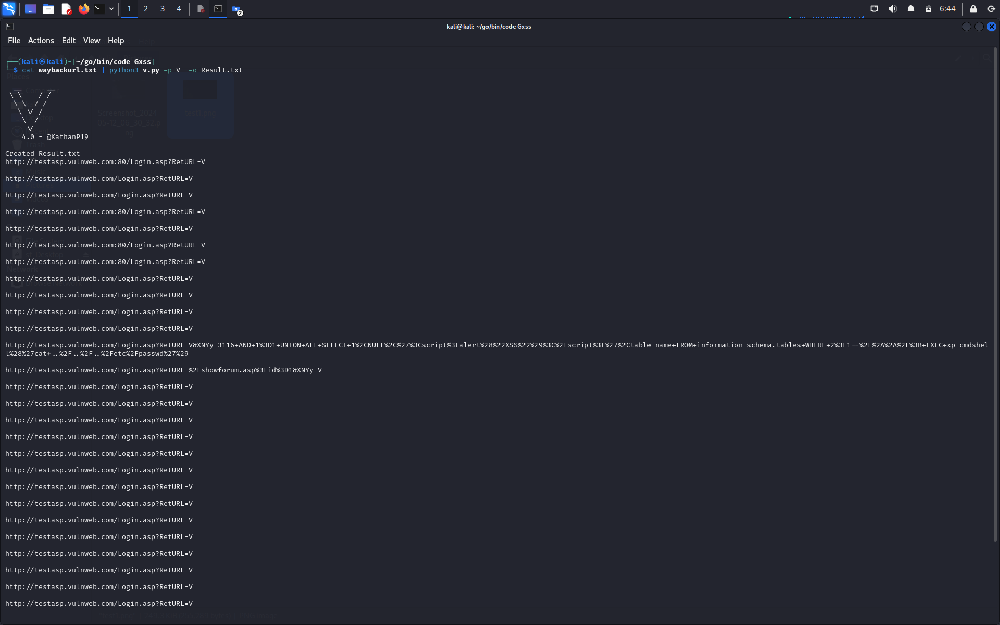 1 2 3 4
2
6:44
kali@kali: ~/go/bin/code Gxss
File Actions Edit View Help
┌──(kali㉿kali)-[~/go/bin/code Gxss]
└─$ cat waybackurl.txt | python3 v.py -p V  -o Result.txt
  __      __
 \ \    / /
  \ \  / /
   \ \/ /
    \  /
     \/
    4.0 - @KathanP19
Created Result.txt
http://testasp.vulnweb.com:80/Login.asp?RetURL=V
http://testasp.vulnweb.com/Login.asp?RetURL=V
http://testasp.vulnweb.com/Login.asp?RetURL=V
http://testasp.vulnweb.com:80/Login.asp?RetURL=V
http://testasp.vulnweb.com/Login.asp?RetURL=V
http://testasp.vulnweb.com:80/Login.asp?RetURL=V
http://testasp.vulnweb.com:80/Login.asp?RetURL=V
http://testasp.vulnweb.com/Login.asp?RetURL=V
http://testasp.vulnweb.com/Login.asp?RetURL=V
http://testasp.vulnweb.com/Login.asp?RetURL=V
http://testasp.vulnweb.com/Login.asp?RetURL=V
http://testasp.vulnweb.com/Login.asp?RetURL=V&XNYy=3116+AND+1%3D1+UNION+ALL+SELECT+1%2CNULL%2C%27%3Cscript%3Ealert%28%22XSS%22%29%3C%2Fscript%3E%27%2Ctable_name+FROM+information_schema.tables+WHERE+2%3E1--%2F%2A%2A%2F%3B+EXEC+xp_cmdshel
l%28%27cat+..%2F..%2F..%2Fetc%2Fpasswd%27%29
http://testasp.vulnweb.com/Login.asp?RetURL=%2Fshowforum.asp%3Fid%3D1&XNYy=V
http://testasp.vulnweb.com/Login.asp?RetURL=V
http://testasp.vulnweb.com/Login.asp?RetURL=V
http://testasp.vulnweb.com/Login.asp?RetURL=V
http://testasp.vulnweb.com/Login.asp?RetURL=V
http://testasp.vulnweb.com/Login.asp?RetURL=V
http://testasp.vulnweb.com/Login.asp?RetURL=V
http://testasp.vulnweb.com/Login.asp?RetURL=V
http://testasp.vulnweb.com/Login.asp?RetURL=V
http://testasp.vulnweb.com/Login.asp?RetURL=V
http://testasp.vulnweb.com/Login.asp?RetURL=V
http://testasp.vulnweb.com/Login.asp?RetURL=V
http://testasp.vulnweb.com/Login.asp?RetURL=V
http://testasp.vulnweb.com/Login.asp?RetURL=V
http://testasp.vulnweb.com/Login.asp?RetURL=V